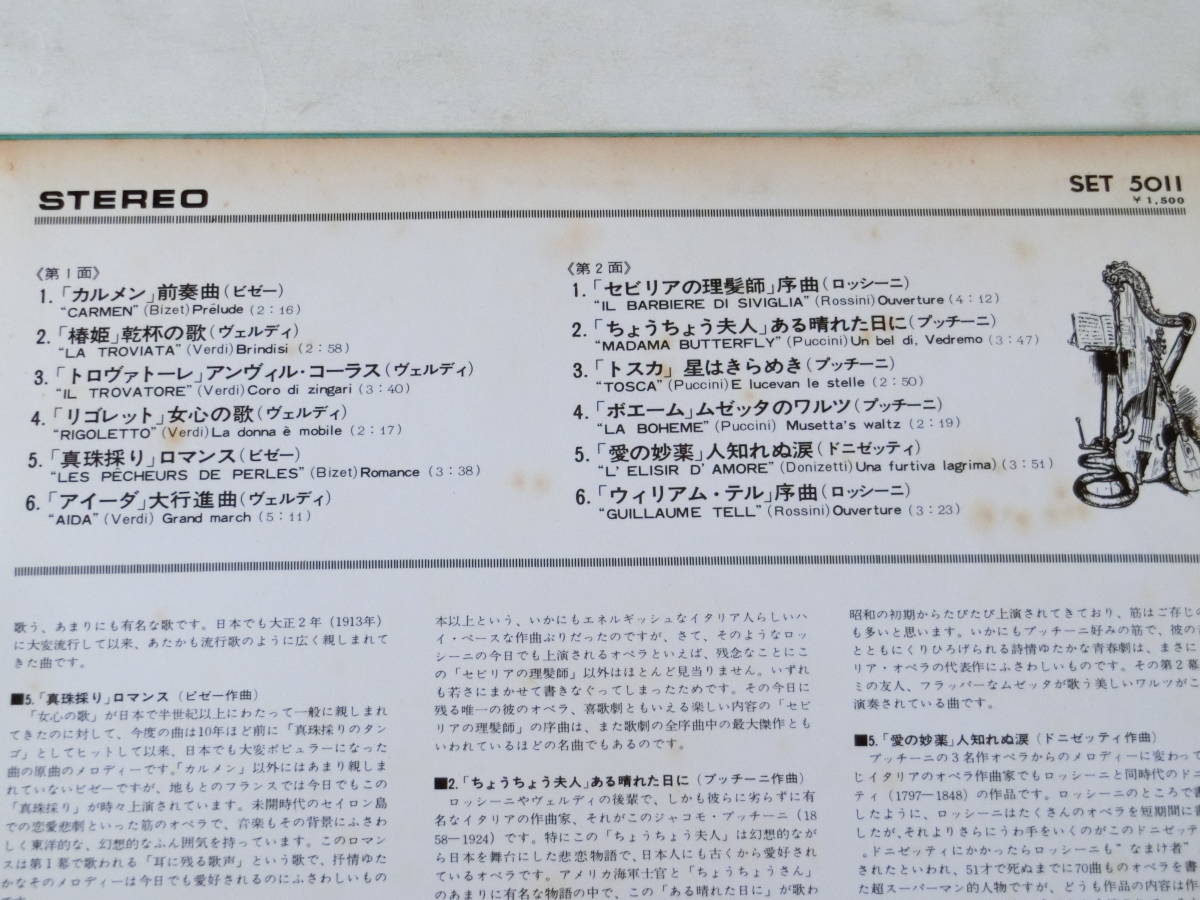 STEREO
SET 5011
¥1,500
《第1面》
1.「カルメン」前奏曲(ビゼー)
"CARMEN" (Bizet) Prélude (2:16)
2.「椿姫」乾杯の歌(ヴェルディ)
"LA TROVIATA" (Verdi) Brindisi (2:58)
3.「トロヴァトーレ」アンヴィル・コーラス(ヴェルディ)
"IL TROVATORE" (Verdi) Coro di zingari (3:40)
4.「リゴレット」女心の歌(ヴェルディ)
"RIGOLETTO" (Verdi) La donna è mobile (2:17)
5.「真珠採り」ロマンス(ビゼー)
"LES PÉCHEURS DE PERLES" (Bizet) Romance (3:38)
6.「アイーダ」大行進曲(ヴェルディ)
"AIDA" (Verdi) Grand march (5:11)
《第2面》
1.「セビリアの理髪師」序曲(ロッシーニ)
"IL BARBIERE DI SIVIGLIA" (Rossini) Ouverture (4:12)
2.「ちょうちょう夫人」ある晴れた日に(プッチーニ)
"MADAMA BUTTERFLY" (Puccini) Un bel di, Vedremo (3:47)
3.「トスカ」星はきらめき(プッチーニ)
"TOSCA" (Puccini) E lucevan le stelle (2:50)
4.「ボエーム」ムゼッタのワルツ(プッチーニ)
"LA BOHEME" (Puccini) Musetta's waltz (2:19)
5.「愛の妙薬」人知れぬ涙(ドニゼッティ)
"L' ELISIR D' AMORE" (Donizetti) Una furtiva lagrima) (3:51)
6.「ウィリアム・テル」序曲(ロッシーニ)
"GUILLAUME TELL" (Rossini) Ouverture (3:23)
歌う、あまりにも有名な歌です。日本でも大正2年(1913年)
に大変流行して以来、あたかも流行歌のように広く親しまれて
きた曲です。
■5.「真珠採り」ロマンス(ビゼー作曲)
「女心の歌」が日本で半世紀以上にわたって一般に親しまれ
てきたのに対して、今度の曲は10年ほど前に「真珠採りのタン
ゴ」としてヒットして以来、日本でも大変ポピュラーになった
曲の原曲のメロディーです。「カルメン」以外にはあまり親しま
れていないビゼーですが、地もとのフランスでは今日でもこの
「真珠採り」が時々上演されています。未開時代のセイロン島
での恋愛悲劇といった筋のオペラで、音楽もその背景にふさわ
しく東洋的な、幻想的なふん囲気を持っています。このロマン
スは第1幕で歌われる「耳に残る歌声」という歌で、抒情ゆた
かなそのメロディーは今日でも愛好されるのにふさわしいもの
です。
本以上という、いかにもエネルギッシュなイタリア人らしいハ
イ・ペースな作曲ぶりだったのですが、さて、そのようなロッ
シーニの今日でも上演されるオペラといえば、残念なことにこ
の「セビリアの理髪師」以外はほとんど見当りません。いずれ
も若さにまかせて書きなぐってしまったためです。その今日に
残る唯一の彼のオペラ、喜歌劇ともいえる楽しい内容の「セビ
リアの理髪師」の序曲は、また歌劇の全序曲中の最大傑作とも
いわれているほどの名曲でもあるのです。
■2.「ちょうちょう夫人」ある晴れた日に(プッチーニ作曲)
ロッシーニやヴェルディの後輩で、しかも彼らに劣らずに有
名なイタリアの作曲家、それがこのジャコモ・プッチーニ(18
58—1924)です。特にこの「ちょうちょう夫人」は幻想的なが
ら日本を舞台にした悲恋物語で、日本人にも古くから愛好され
ているオペラです。アメリカ海軍士官と「ちょうちょうさん」
のあまりに有名な物語の中で、この「ある晴れた日に」が歌わ
昭和の初期からたびたび上演されてきており、筋はご存じの
も多いと思います。いかにもプッチーニ好みの筋で、彼の
とともにくりひろげられる詩情ゆたかな青春劇は、まさに
リア・オペラの代表作にふさわしいものです。その第2幕
ミの友人、フラッパーなムゼッタが歌う美しいワルツがこ
演奏されている曲です。
■5.「愛の妙薬」人知れぬ涙(ドニゼッティ作曲)
プッチーニの3名作オペラからのメロディーに変わって
じイタリアのオペラ作曲家でもロッシーニと同時代のドニ
ティ(1797—1848)の作品です。ロッシーニのところで書
したように、ロッシーニはたくさんのオペラを短期間に
したが、それよりさらにうわ手をいくのがこのドニゼッテ
。ドニゼッティにかかったらロッシーニも"なまけ者"
されたといわれ、51才で死ぬまでに70曲ものオペラを書
た超スーパーマン的人物ですが、どうも作品の内容は作